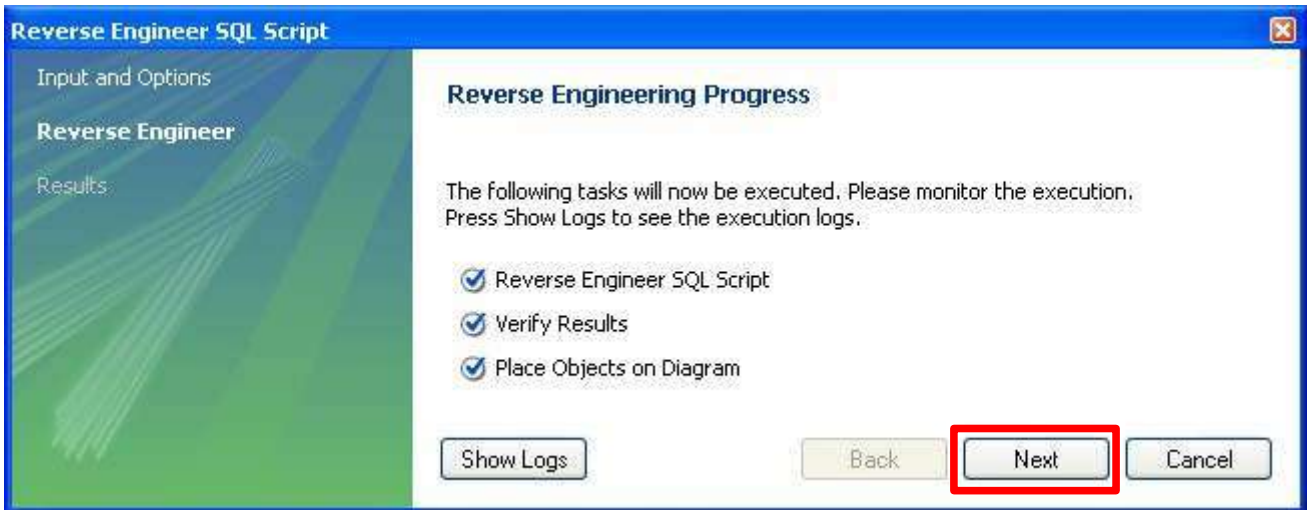 Reverse Engineer SQL Script
Input and Options
Reverse Engineer
Results
Reverse Engineering Progress
The following tasks will now be executed. Please monitor the execution.
Press Show Logs to see the execution logs.
Reverse Engineer SQL Script
Verify Results
Place Objects on Diagram
Show Logs
Back
Next
Cancel